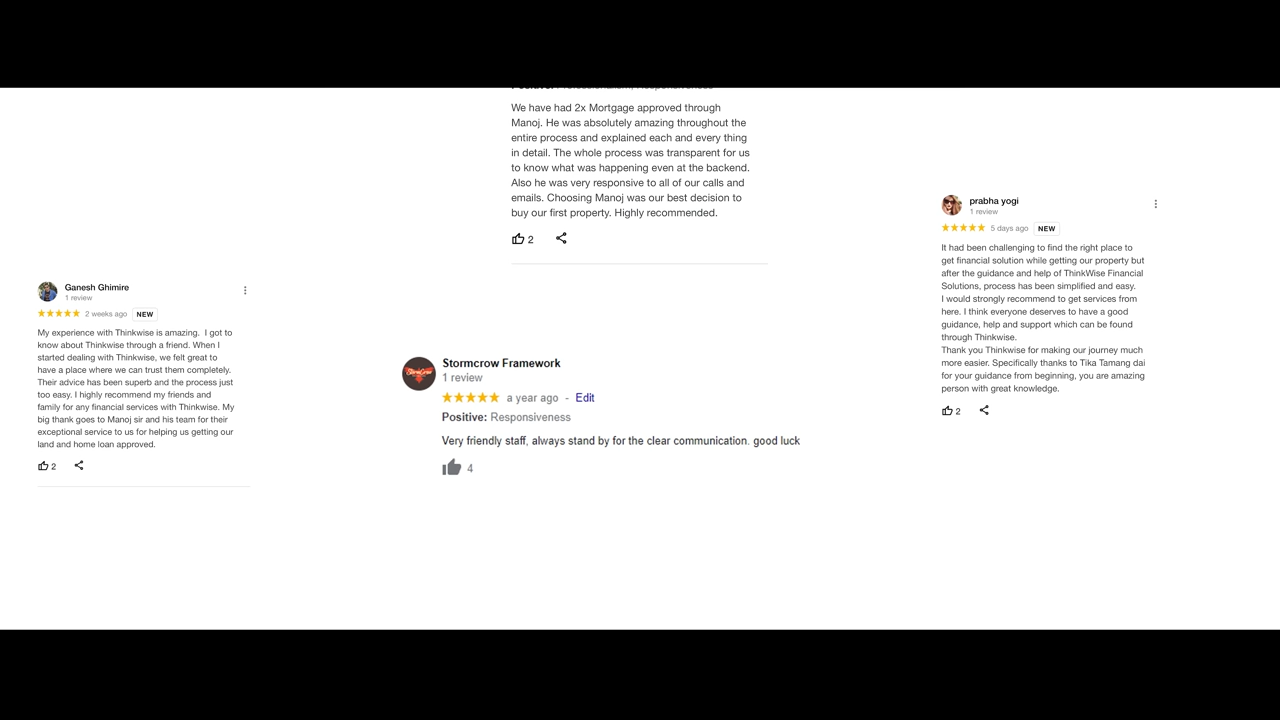 Positive: Professionalism, Responsiveness
We have had 2x Mortgage approved through
Manoj. He was absolutely amazing throughout the
entire process and explained each and every thing
in detail. The whole process was transparent for us
to know what was happening even at the backend.
Also he was very responsive to all of our calls and
emails. Choosing Manoj was our best decision to
buy our first property. Highly recommended.
2
Ganesh Ghimire
1 review
2 weeks ago NEW
My experience with Thinkwise is amazing.  I got to
know about Thinkwise through a friend. When I
started dealing with Thinkwise, we felt great to
have a place where we can trust them completely.
Their advice has been superb and the process just
too easy. I highly recommend my friends and
family for any financial services with Thinkwise. My
big thank goes to Manoj sir and his team for their
exceptional service to us for helping us getting our
land and home loan approved.
2
Stormcrow Framework
1 review
a year ago - Edit
Positive: Responsiveness
Very friendly staff, always stand by for the clear communication. good luck
4
prabha yogi
1 review
5 days ago NEW
It had been challenging to find the right place to
get financial solution while getting our property but
after the guidance and help of ThinkWise Financial
Solutions, process has been simplified and easy.
I would strongly recommend to get services from
here. I think everyone deserves to have a good
guidance, help and support which can be found
through Thinkwise.
Thank you Thinkwise for making our journey much
more easier. Specifically thanks to Tika Tamang dai
for your guidance from beginning, you are amazing
person with great knowledge.
2